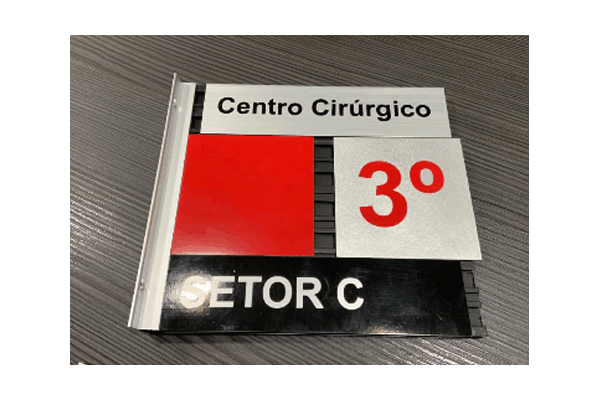 Centro Cirúrgico
3º
SETOR C